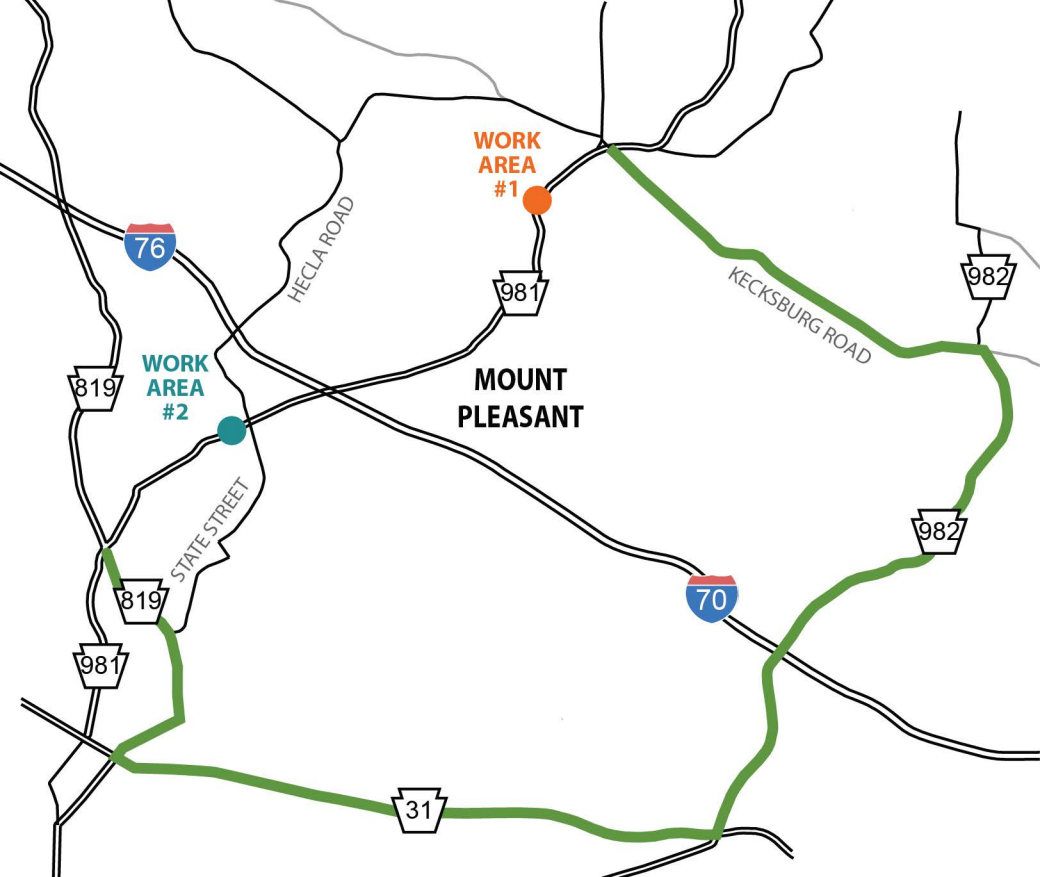 WORK
AREA
#1
76
HECLA ROAD
981
982
KECKSBURG ROAD
WORK
AREA
#2
819
MOUNT
PLEASANT
STATE STREET
982
819
70
981
31